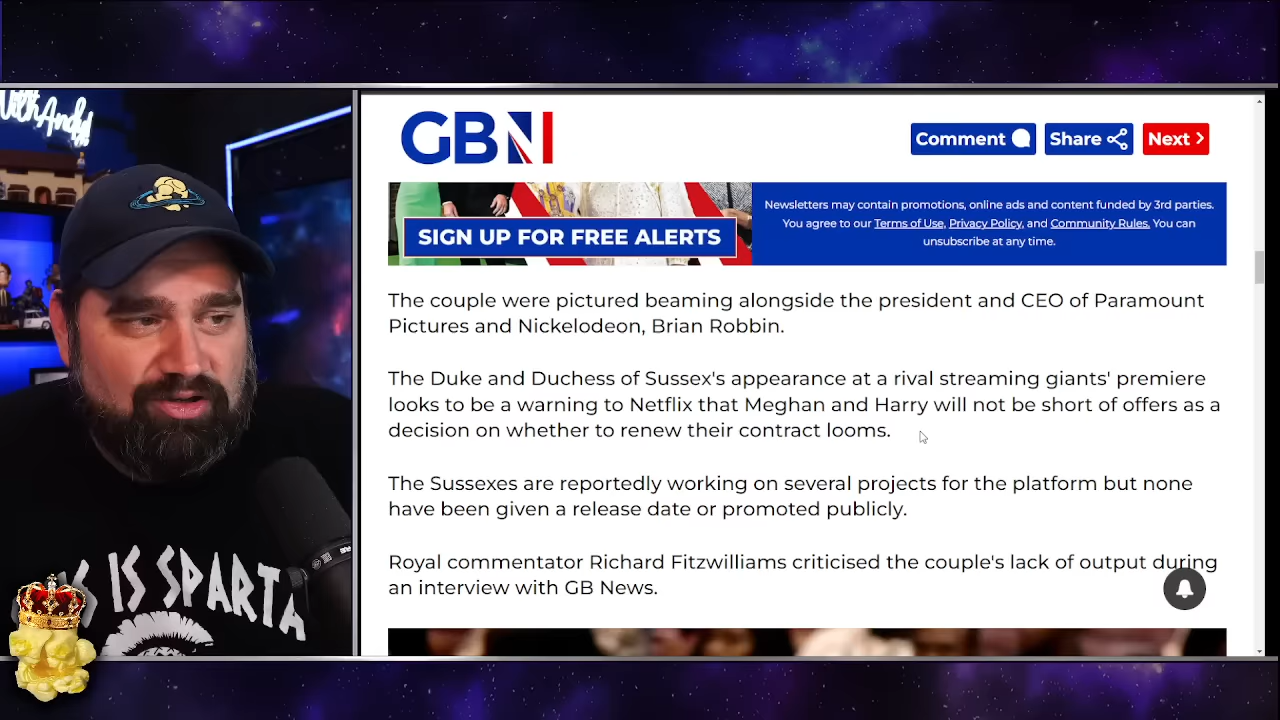 With Andy!
GBN
Comment
Share
Next >
SIGN UP FOR FREE ALERTS
Newsletters may contain promotions, online ads and content funded by 3rd parties.
You agree to our Terms of Use, Privacy Policy, and Community Rules. You can
unsubscribe at any time.
The couple were pictured beaming alongside the president and CEO of Paramount
Pictures and Nickelodeon, Brian Robbin.
The Duke and Duchess of Sussex's appearance at a rival streaming giants' premiere
looks to be a warning to Netflix that Meghan and Harry will not be short of offers as a
decision on whether to renew their contract looms.
The Sussexes are reportedly working on several projects for the platform but none
have been given a release date or promoted publicly.
Royal commentator Richard Fitzwilliams criticised the couple's lack of output during
an interview with GB News.
IS SPARTA